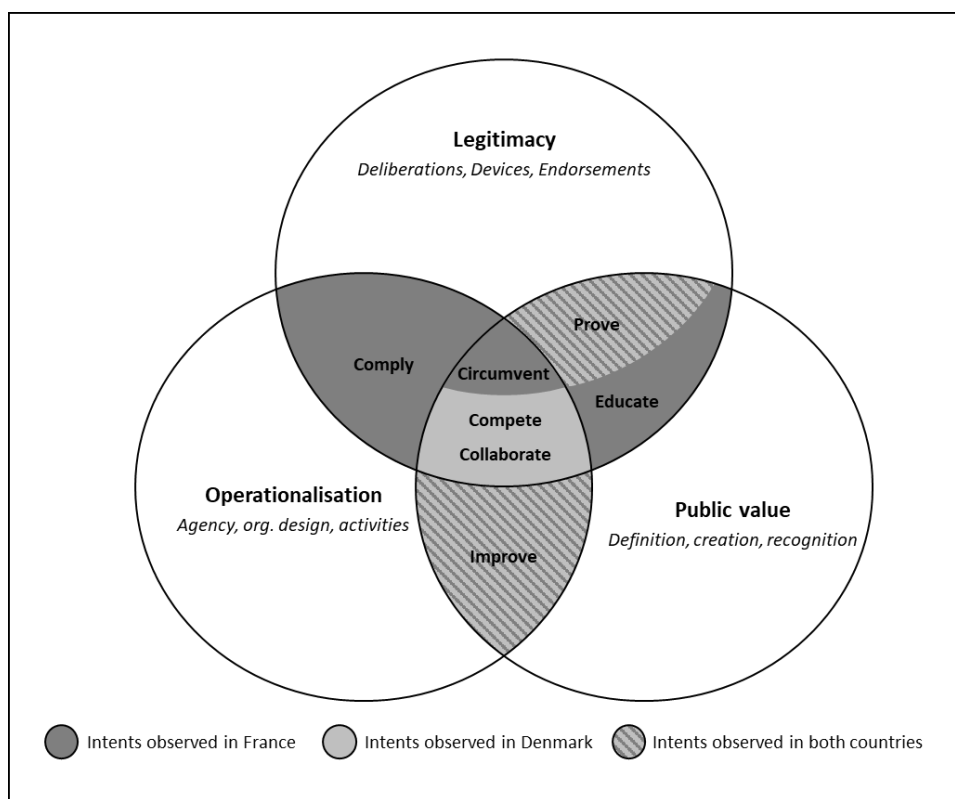 Legitimacy
Deliberations, Devices, Endorsements
Prove
Comply
Circumvent
Educate
Compete
Collaborate
Operationalisation
Agency, org. design, activities
Public value
Definition, creation, recognition
Improve
Intents observed in France
Intents observed in Denmark
Intents observed in both countries